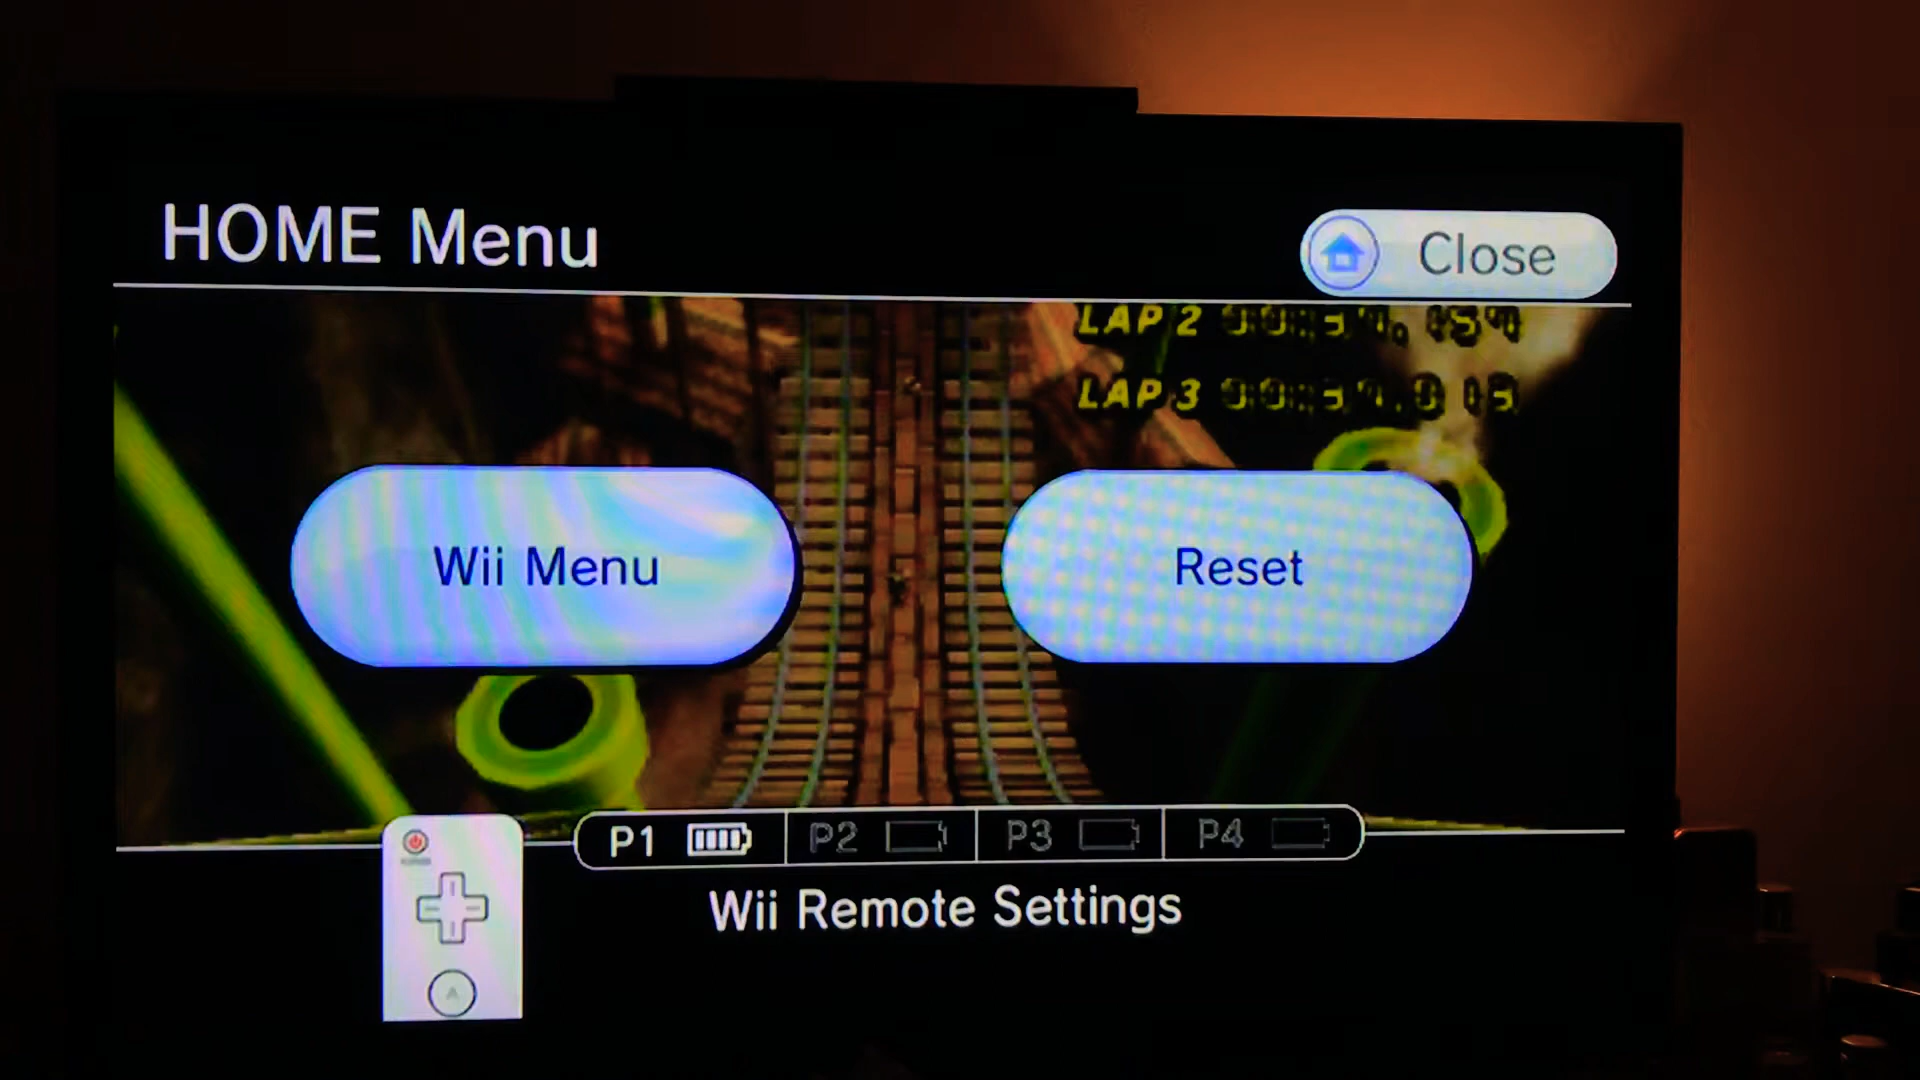 HOME Menu
Close
LAP 2
LAP 3
Wii Menu
Reset
P1
P2
P3
P4
Wii Remote Settings
A